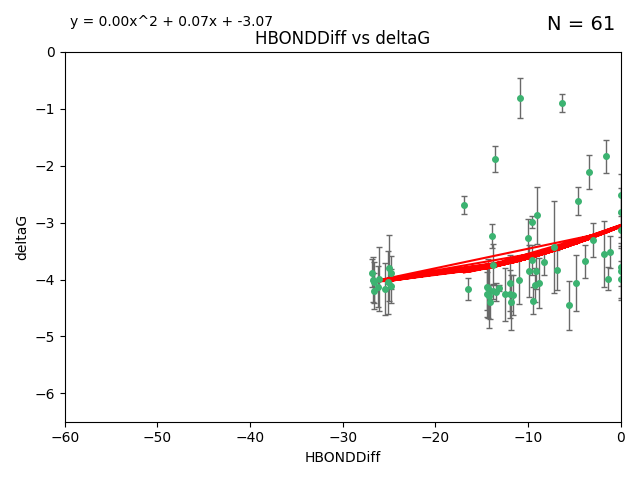 y = 0.00x^2 + 0.07x + -3.07
N = 61
HBONDDiff vs deltaG
0
−1
−2
−3
−4
−5
−6
deltaG
−60 −50 −40 −30 −20 −10 0
HBONDDiff